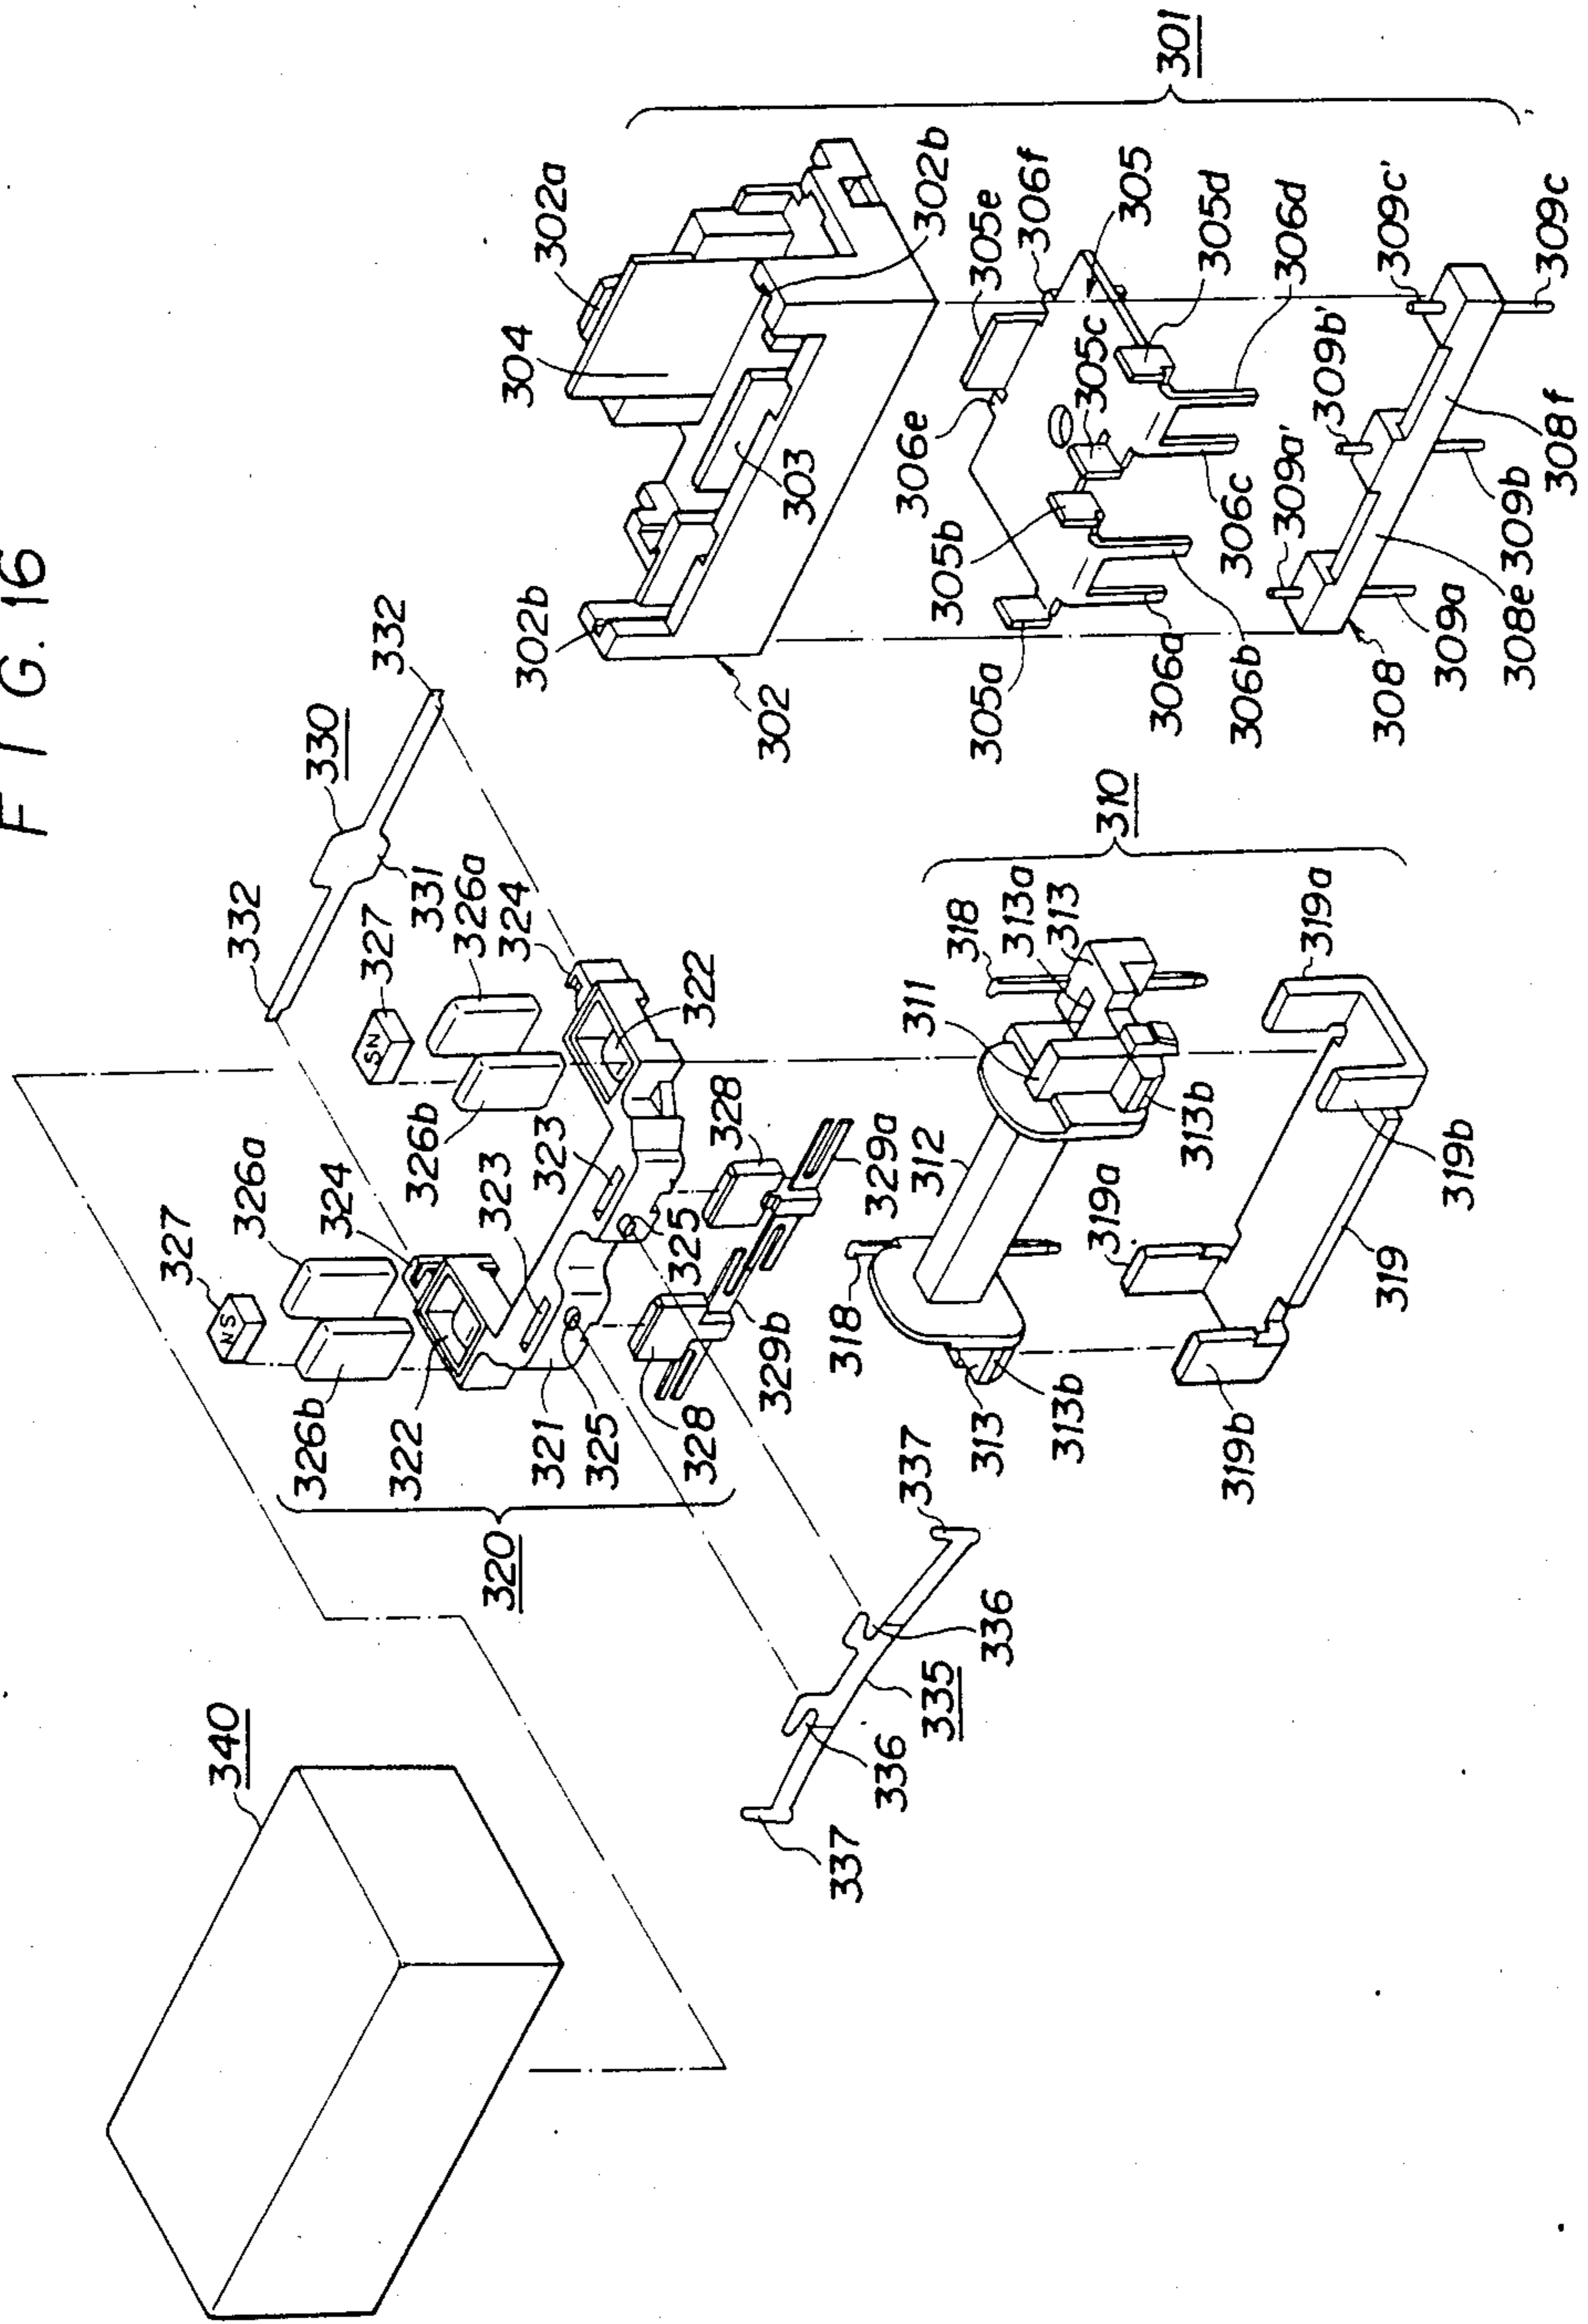 F I G. 16
340
332
330
332
331
327
327
326a
326a
326b
326b
324
324
322
322
323
323
321
325
325
328
328
329a
329b
320
337
337
336
336
335
302a
304
302b
302b
303
302
301
305e
306f
305
305d
306d
305c
306e
305b
306c
305a
306a
306b
309c'
309b'
309a'
309c
309b
309a
308
308e
308f
310
318
318
313a
313
313
311
312
313b
313b
319a
319a
319b
319b
319
NS
SN